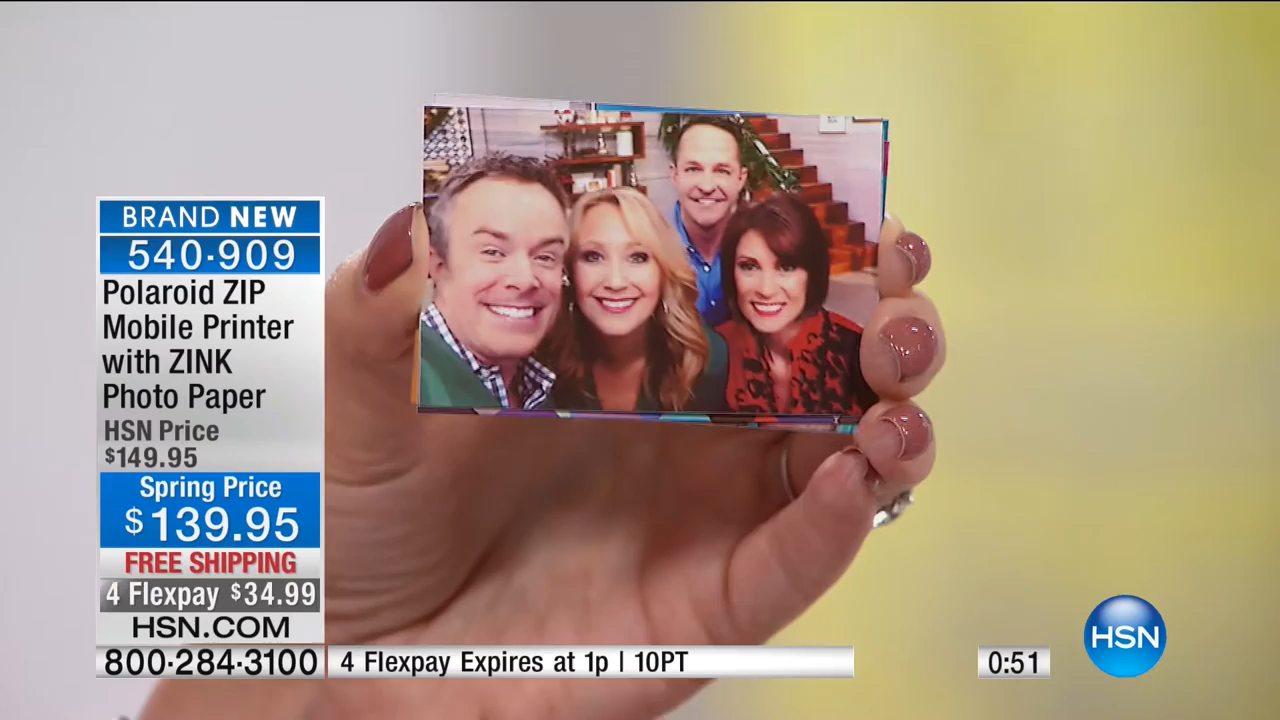 BRAND NEW
540-909
Polaroid ZIP
Mobile Printer
with ZINK
Photo Paper
HSN Price
$149.95
Spring Price
$139.95
FREE SHIPPING
4 Flexpay $34.99
HSN.COM
800-284-3100
4 Flexpay Expires at 1p | 10PT
0:51
HSN